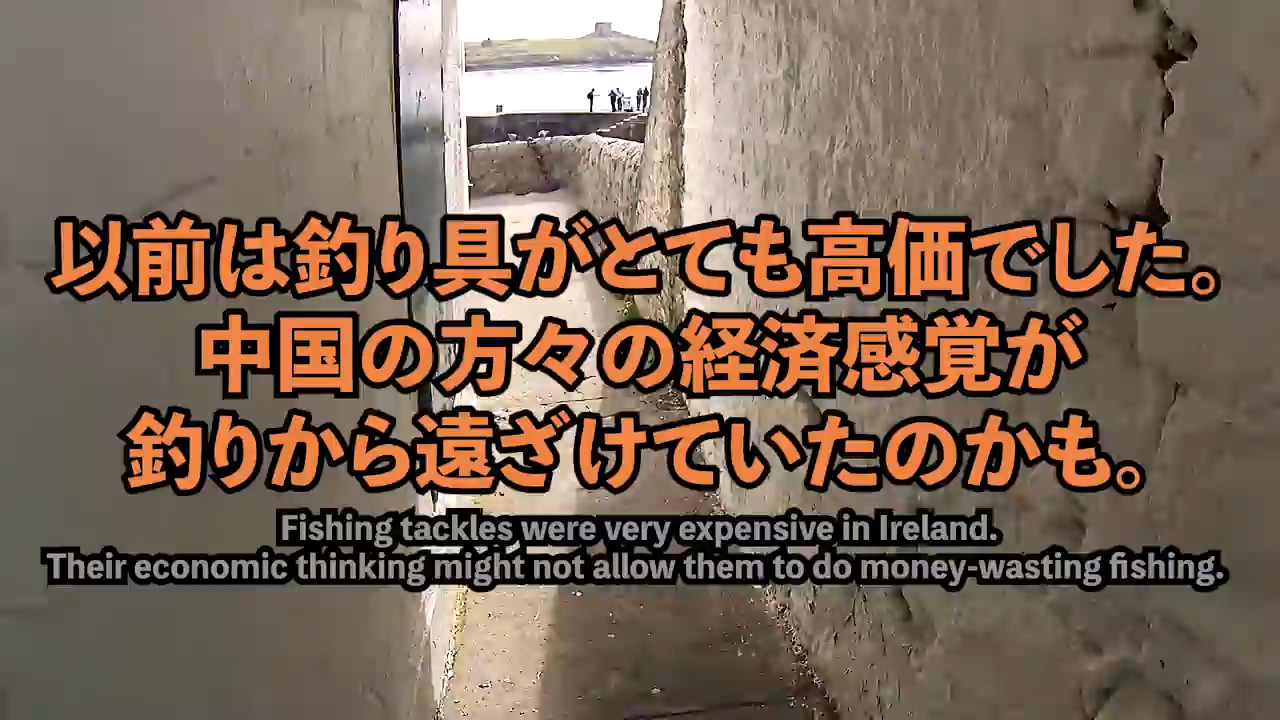 以前は釣り具がとても高価でした。
中国の方々の経済感覚が
釣りから遠ざけていたのかも。
Fishing tackles were very expensive in Ireland.
Their economic thinking might not allow them to do money-wasting fishing.